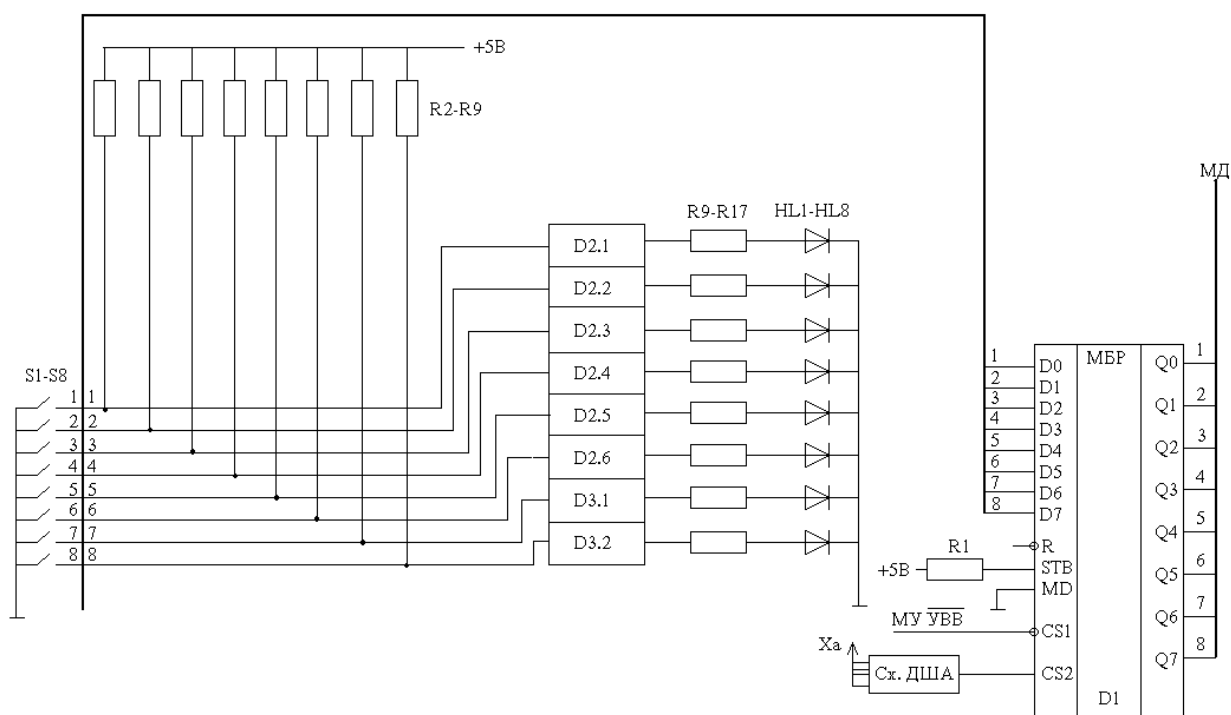 +5В
R2-R9
МД
R9-R17 HL1-HL8
D2.1
D2.2
D2.3
D2.4
D2.5
D2.6
D3.1
D3.2
S1-S8
1 1
2 2
3 3
4 4
5 5
6 6
7 7
8 8
МБР
1 D0
2 D1
3 D2
4 D3
5 D4
6 D5
7 D6
8 D7
R
R1
+5В STB
MD
МУ УВВ CS1
Xa
Сх. ДША CS2
D1
Q0 1
Q1 2
Q2 3
Q3 4
Q4 5
Q5 6
Q6 7
Q7 8